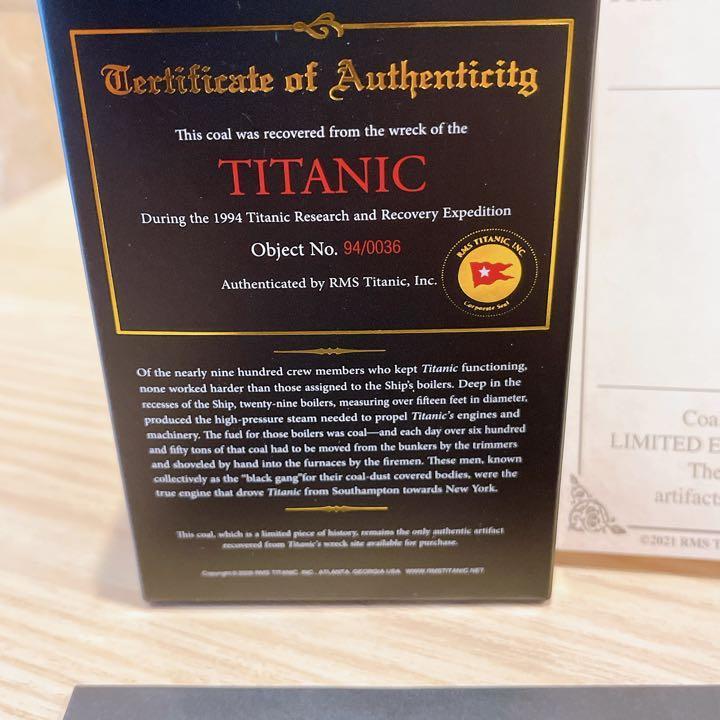 Certificate of Authenticity
This coal was recovered from the wreck of the
TITANIC
During the 1994 Titanic Research and Recovery Expedition
Object No. 94/0036
Authenticated by RMS Titanic, Inc.
RMS TITANIC, INC.
Corporate Seal
Of the nearly nine hundred crew members who kept Titanic functioning,
none worked harder than those assigned to the Ship's boilers. Deep in the
recesses of the Ship, twenty-nine boilers, measuring over fifteen feet in diameter,
produced the high-pressure steam needed to propel Titanic's engines and
machinery. The fuel for those boilers was coal—and each day over six hundred
and fifty tons of that coal had to be moved from the bunkers by the trimmers
and shoveled by hand into the furnaces by the firemen. These men, known
collectively as the "black gang"for their coal-dust covered bodies, were the
true engine that drove Titanic from Southampton towards New York.
This coal, which is a limited piece of history, remains the only authentic artifact
recovered from Titanic's wreck site available for purchase.
Copyright © RMS TITANIC, INC., ATLANTA, GEORGIA USA WWW.RMSTITANIC.NET
Coa
LIMITED E
The
artifact
©2021 RMS T